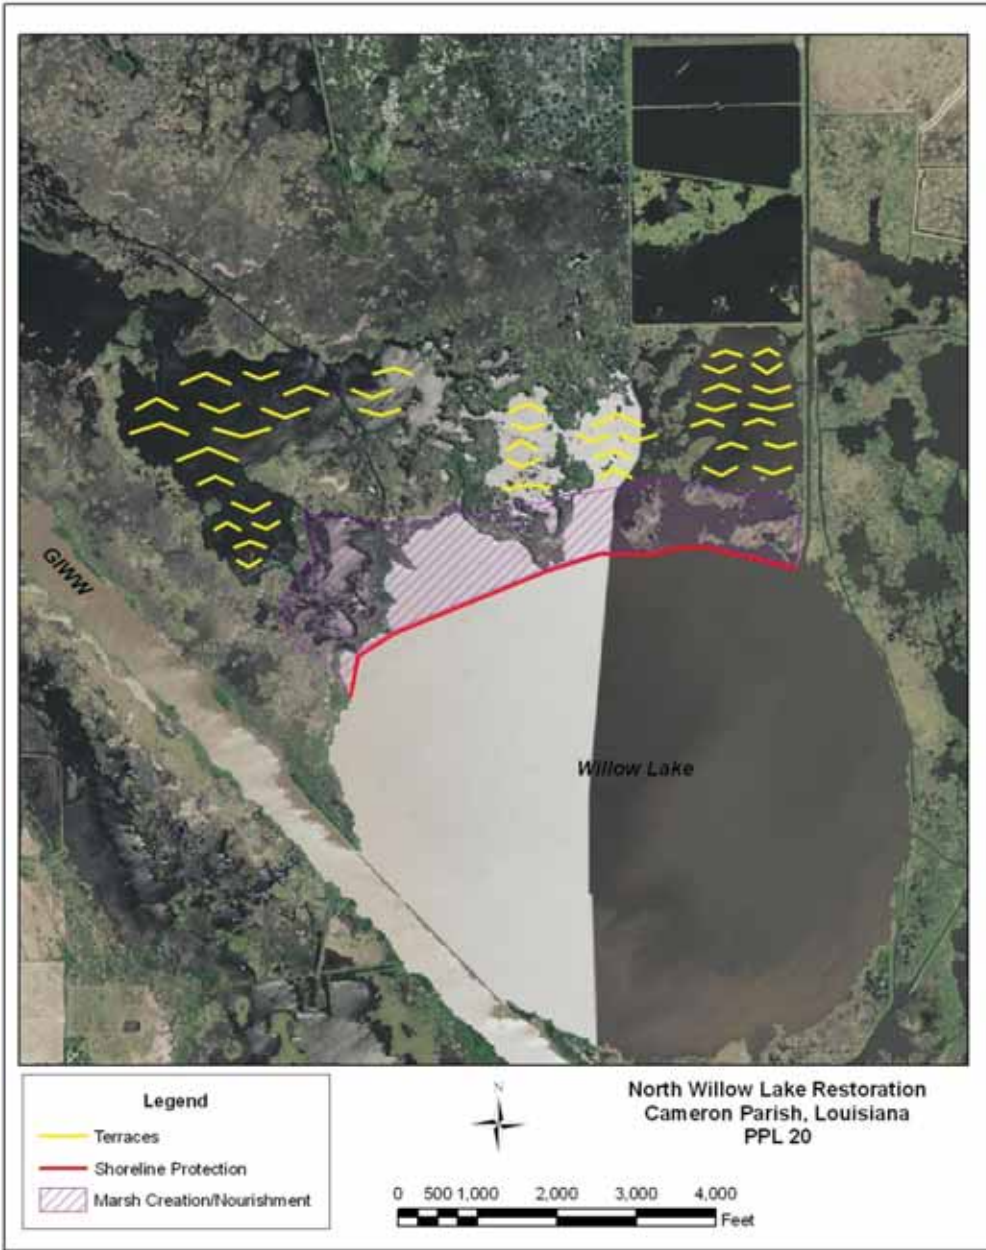 GIWW
Willow Lake
Legend
Terraces
Shoreline Protection
Marsh Creation/Nourishment
N
North Willow Lake Restoration
Cameron Parish, Louisiana
PPL 20
0 500 1,000 2,000 3,000 4,000
Feet